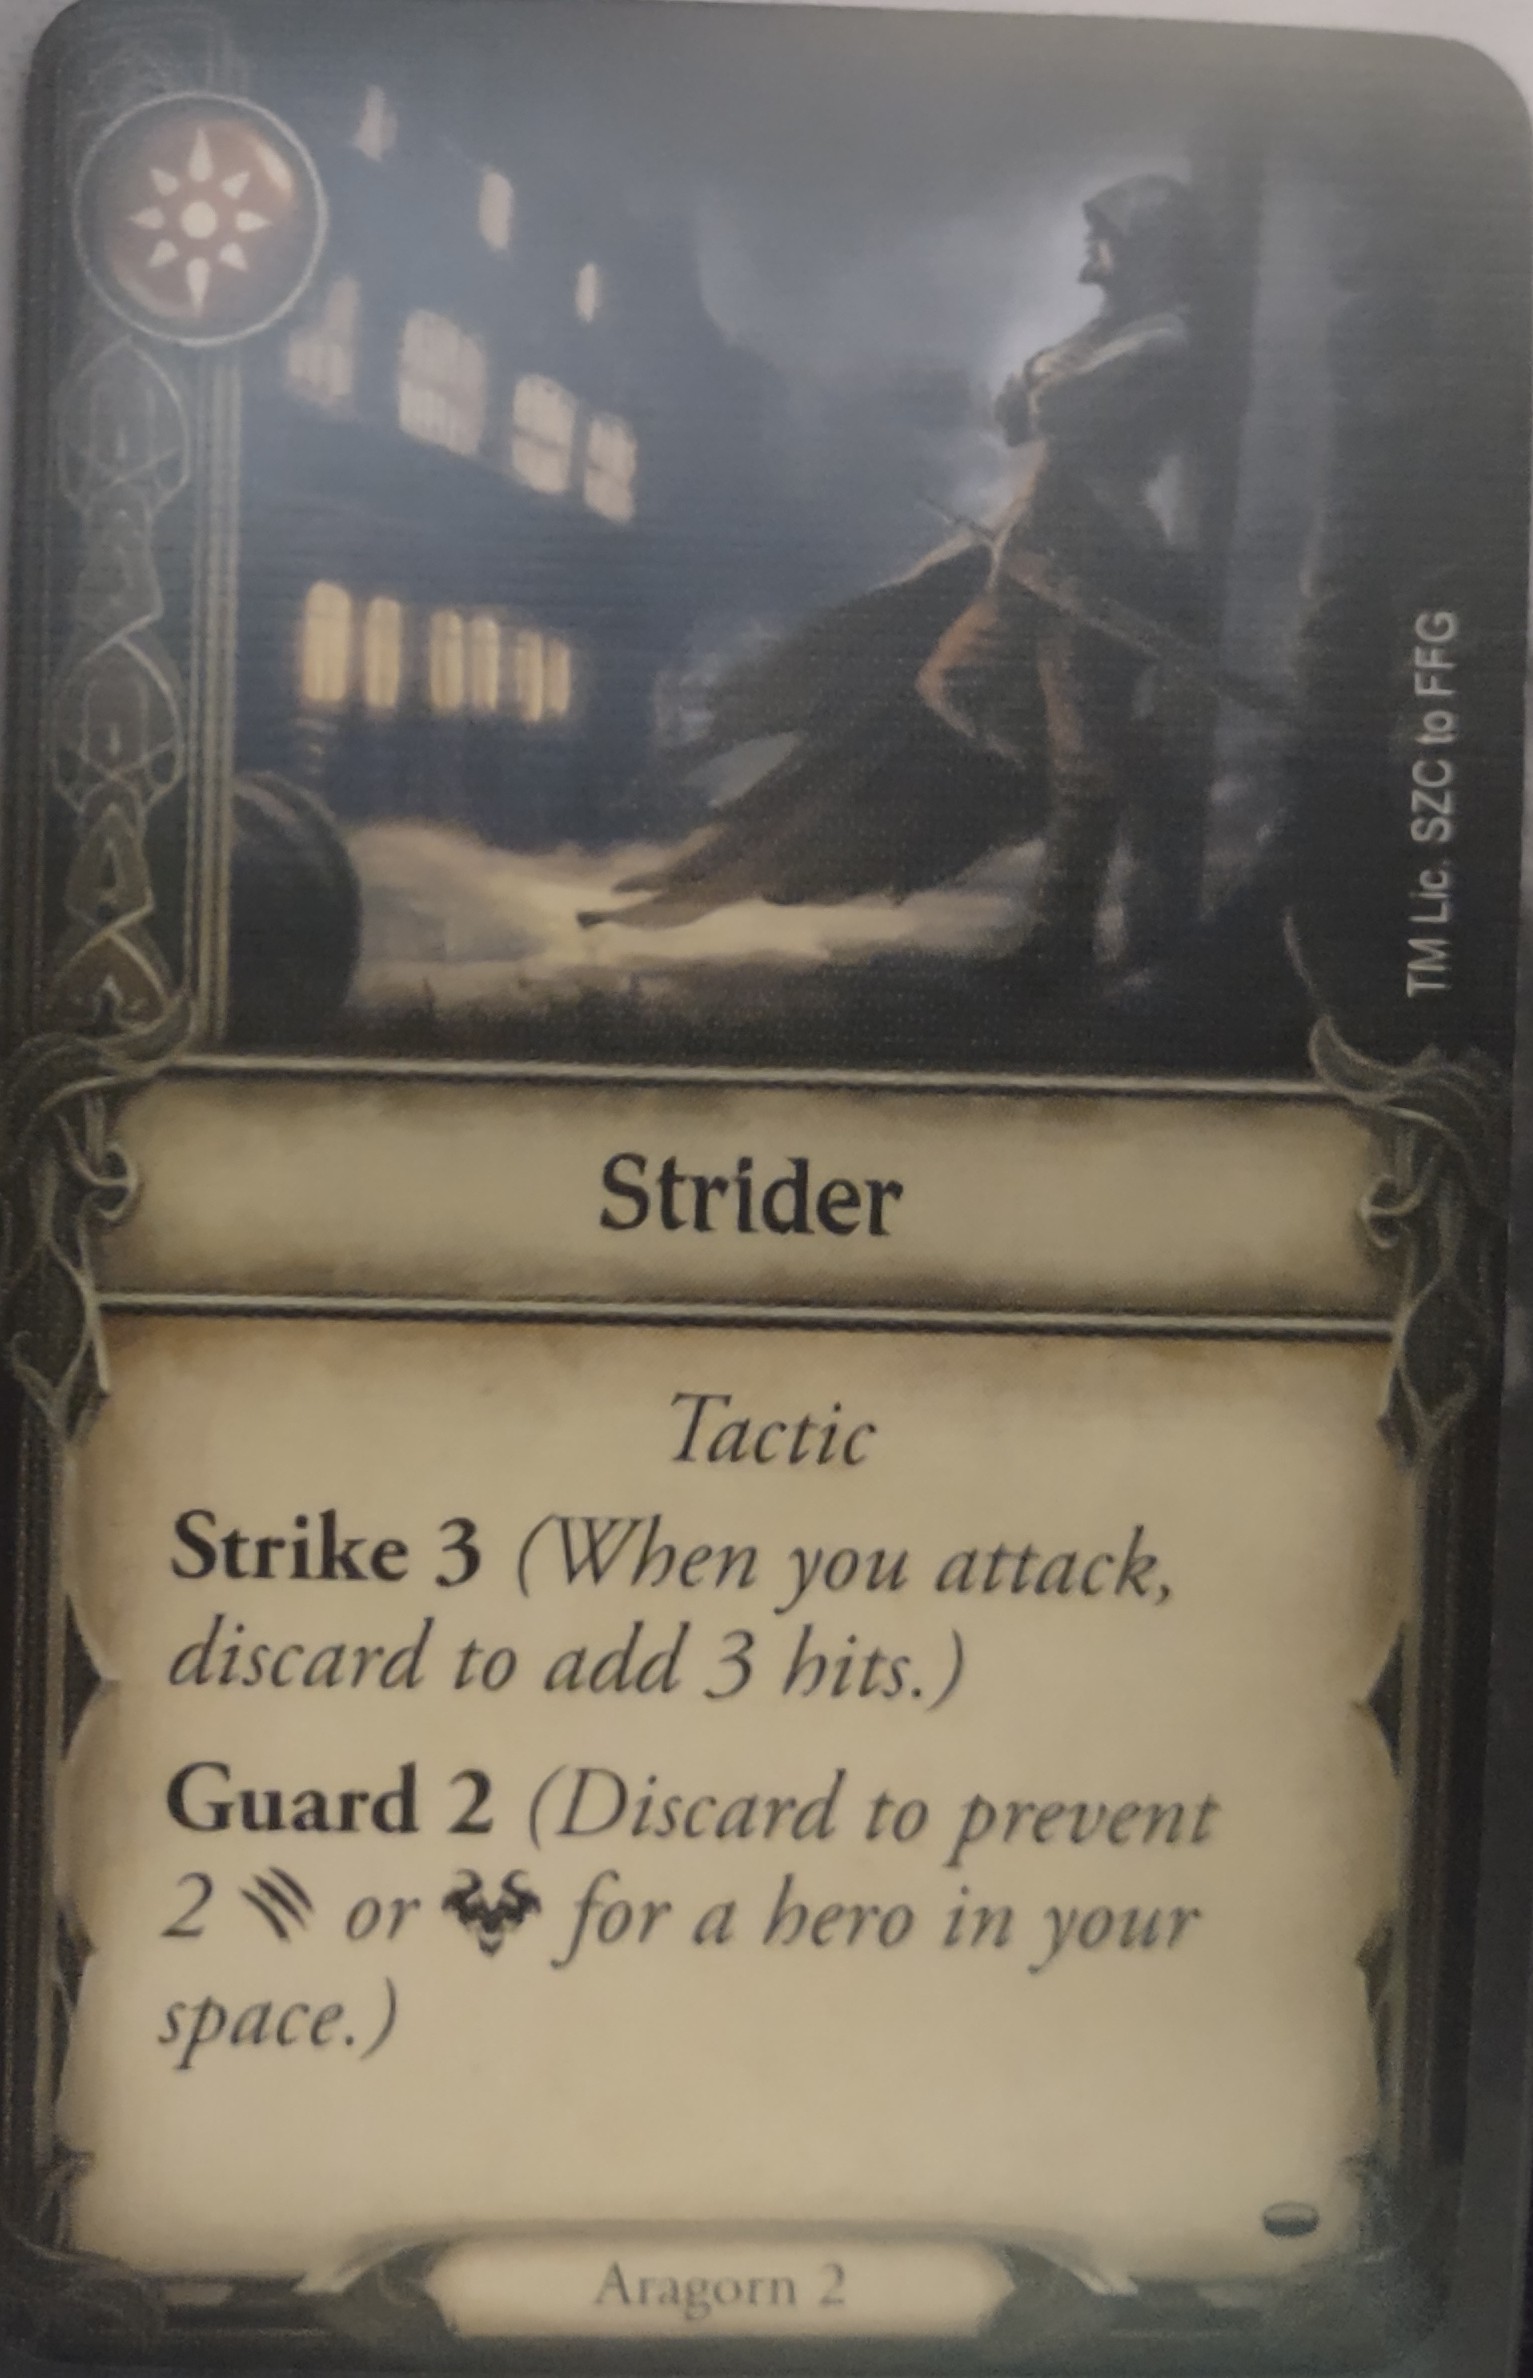 TM Lic. SZC to FFG
Strider
Tactic
Strike 3 (When you attack,
discard to add 3 hits.)
Guard 2 (Discard to prevent
2 or for a hero in your
space.)
Aragorn 2